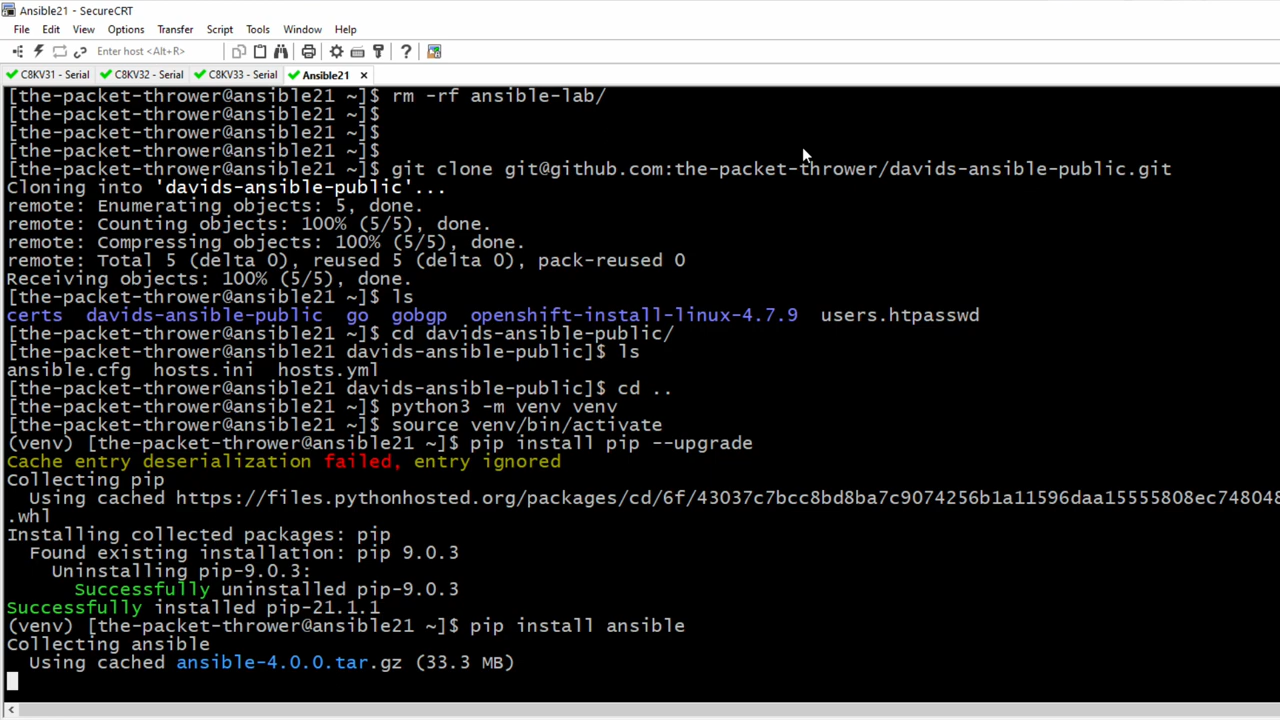 Ansible21 - SecureCRT
File Edit View Options Transfer Script Tools Window Help
Enter host <Alt+R>
C8KV31 - Serial C8KV32 - Serial C8KV33 - Serial Ansible21 ×
[the-packet-thrower@ansible21 ~]$ rm -rf ansible-lab/
[the-packet-thrower@ansible21 ~]$
[the-packet-thrower@ansible21 ~]$
[the-packet-thrower@ansible21 ~]$
[the-packet-thrower@ansible21 ~]$ git clone git@github.com:the-packet-thrower/davids-ansible-public.git
Cloning into 'davids-ansible-public'...
remote: Enumerating objects: 5, done.
remote: Counting objects: 100% (5/5), done.
remote: Compressing objects: 100% (5/5), done.
remote: Total 5 (delta 0), reused 5 (delta 0), pack-reused 0
Receiving objects: 100% (5/5), done.
[the-packet-thrower@ansible21 ~]$ ls
certs davids-ansible-public go gobgp openshift-install-linux-4.7.9 users.htpasswd
[the-packet-thrower@ansible21 ~]$ cd davids-ansible-public/
[the-packet-thrower@ansible21 davids-ansible-public]$ ls
ansible.cfg hosts.ini hosts.yml
[the-packet-thrower@ansible21 davids-ansible-public]$ cd ..
[the-packet-thrower@ansible21 ~]$ python3 -m venv venv
[the-packet-thrower@ansible21 ~]$ source venv/bin/activate
(venv) [the-packet-thrower@ansible21 ~]$ pip install pip --upgrade
Cache entry deserialization failed, entry ignored
Collecting pip
Using cached https://files.pythonhosted.org/packages/cd/6f/43037c7bcc8bd8ba7c9074256b1a11596daa15555808ec748048
.whl
Installing collected packages: pip
Found existing installation: pip 9.0.3
Uninstalling pip-9.0.3:
Successfully uninstalled pip-9.0.3
Successfully installed pip-21.1.1
(venv) [the-packet-thrower@ansible21 ~]$ pip install ansible
Collecting ansible
Using cached ansible-4.0.0.tar.gz (33.3 MB)